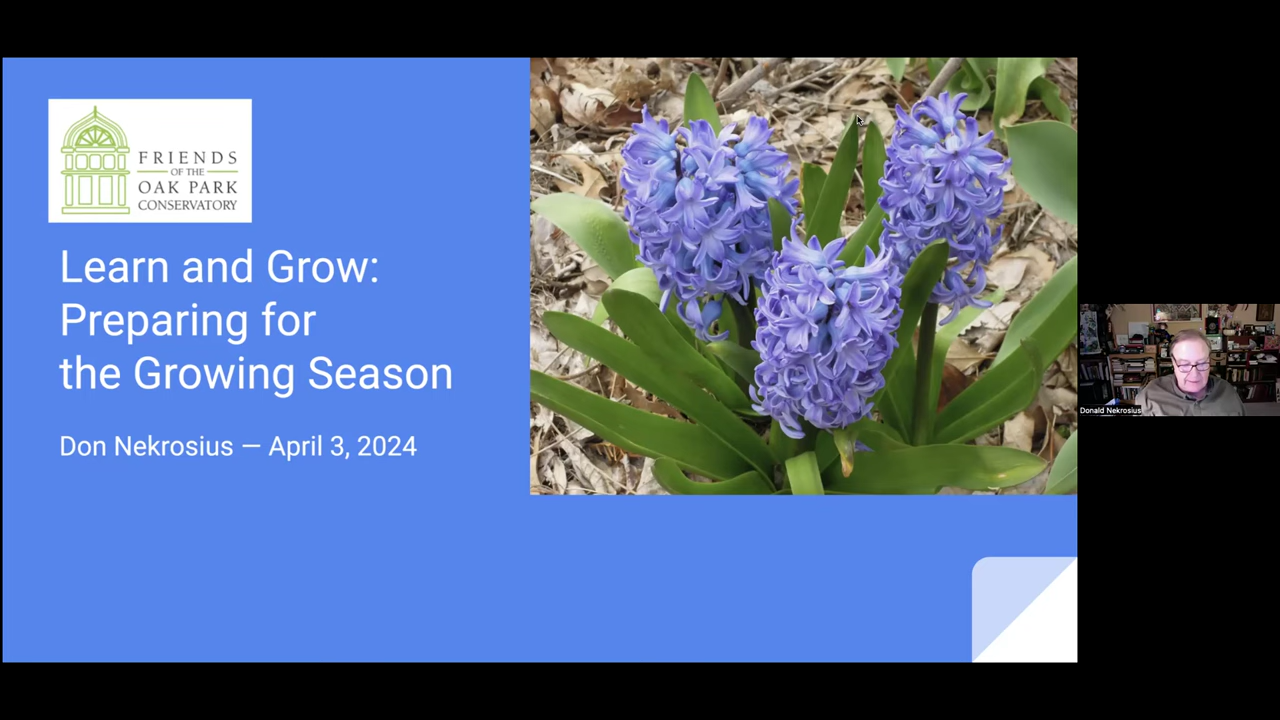 FRIENDS
OF THE
OAK PARK
CONSERVATORY
Learn and Grow:
Preparing for
the Growing Season
Don Nekrosius — April 3, 2024
Donald Nekrosius